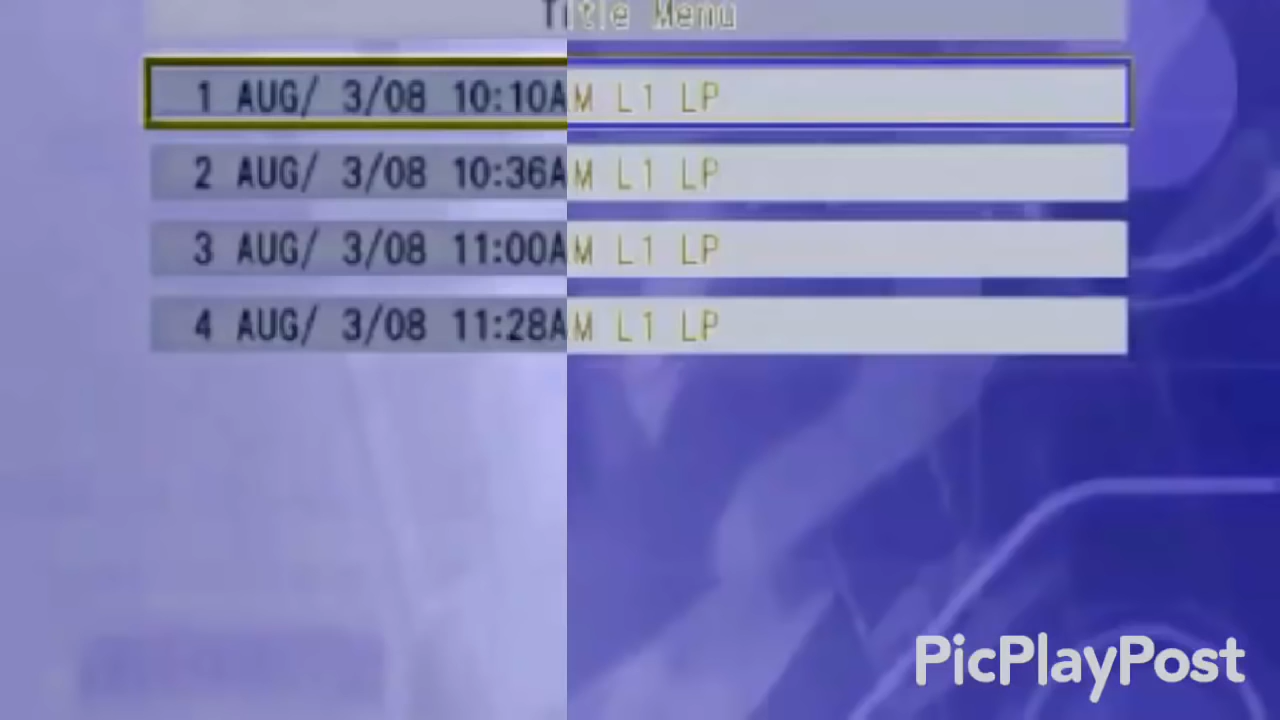 Title Menu
1 AUG/ 3/08 10:10AM L1 LP
2 AUG/ 3/08 10:36AM L1 LP
3 AUG/ 3/08 11:00AM L1 LP
4 AUG/ 3/08 11:28AM L1 LP
PicPlayPost